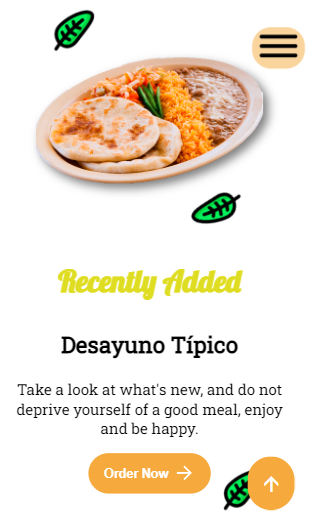 Recently Added
Desayuno Típico
Take a look at what's new, and do not
deprive yourself of a good meal, enjoy
and be happy.
Order Now